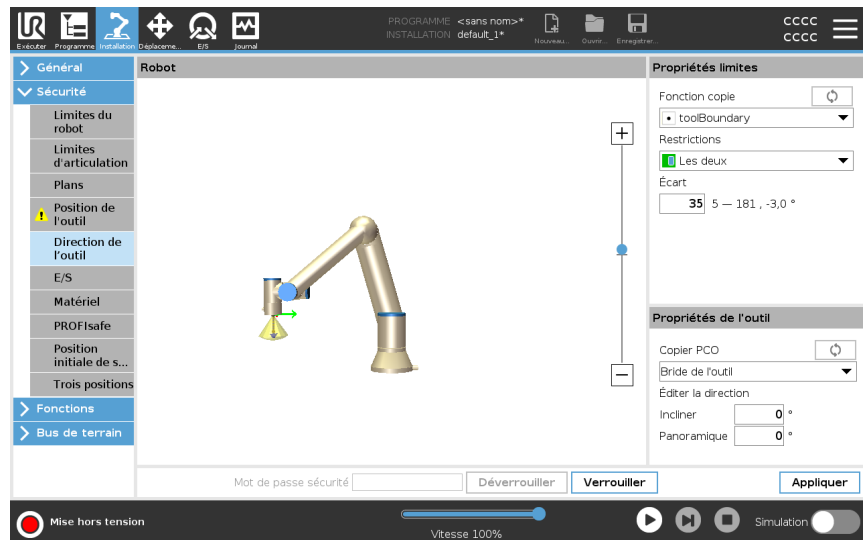 PROGRAMME <sans nom>*
INSTALLATION default_1*
cccc
cccc
Exécuter Programme Installation Déplaceme... E/S Journal Nouveau... Ouvrir... Enregistrer...
Général
Robot
Propriétés limites
Sécurité
Limites du
robot
Limites
d'articulation
Plans
Position de
l'outil
Direction de
l'outil
E/S
Matériel
PROFIsafe
Position
initiale de s...
Trois positions
Fonctions
Bus de terrain
Fonction copie
toolBoundary
Restrictions
Les deux
Écart
35 5 — 181 , -3,0 °
Propriétés de l'outil
Copier PCO
Bride de l'outil
Éditer la direction
Incliner 0 °
Panoramique 0 °
Mot de passe sécurité Déverrouiller Verrouiller Appliquer
Mise hors tension
Vitesse 100%
Simulation